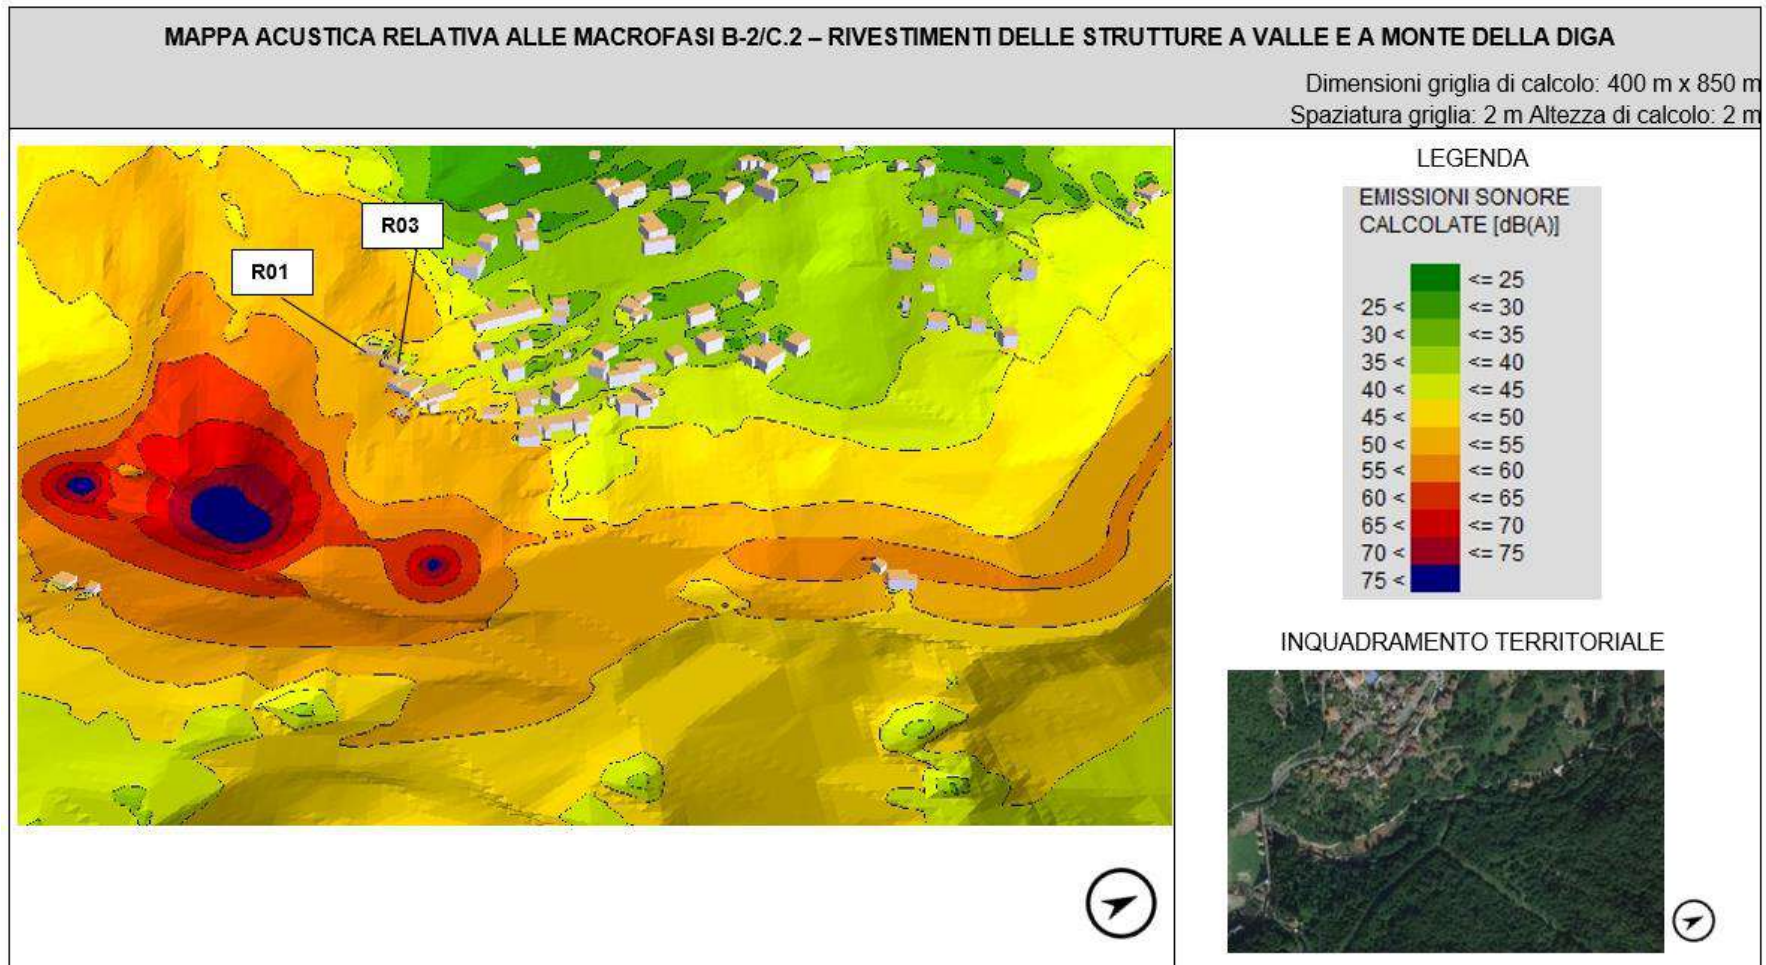 MAPPA ACUSTICA RELATIVA ALLE MACROFASI B-2/C.2 – RIVESTIMENTI DELLE STRUTTURE A VALLE E A MONTE DELLA DIGA
Dimensioni griglia di calcolo: 400 m x 850 m
Spaziatura griglia: 2 m Altezza di calcolo: 2 m
R03
R01
LEGENDA
EMISSIONI SONORE
CALCOLATE [dB(A)]
<= 25
25 < <= 30
30 < <= 35
35 < <= 40
40 < <= 45
45 < <= 50
50 < <= 55
55 < <= 60
60 < <= 65
65 < <= 70
70 < <= 75
75 <
INQUADRAMENTO TERRITORIALE